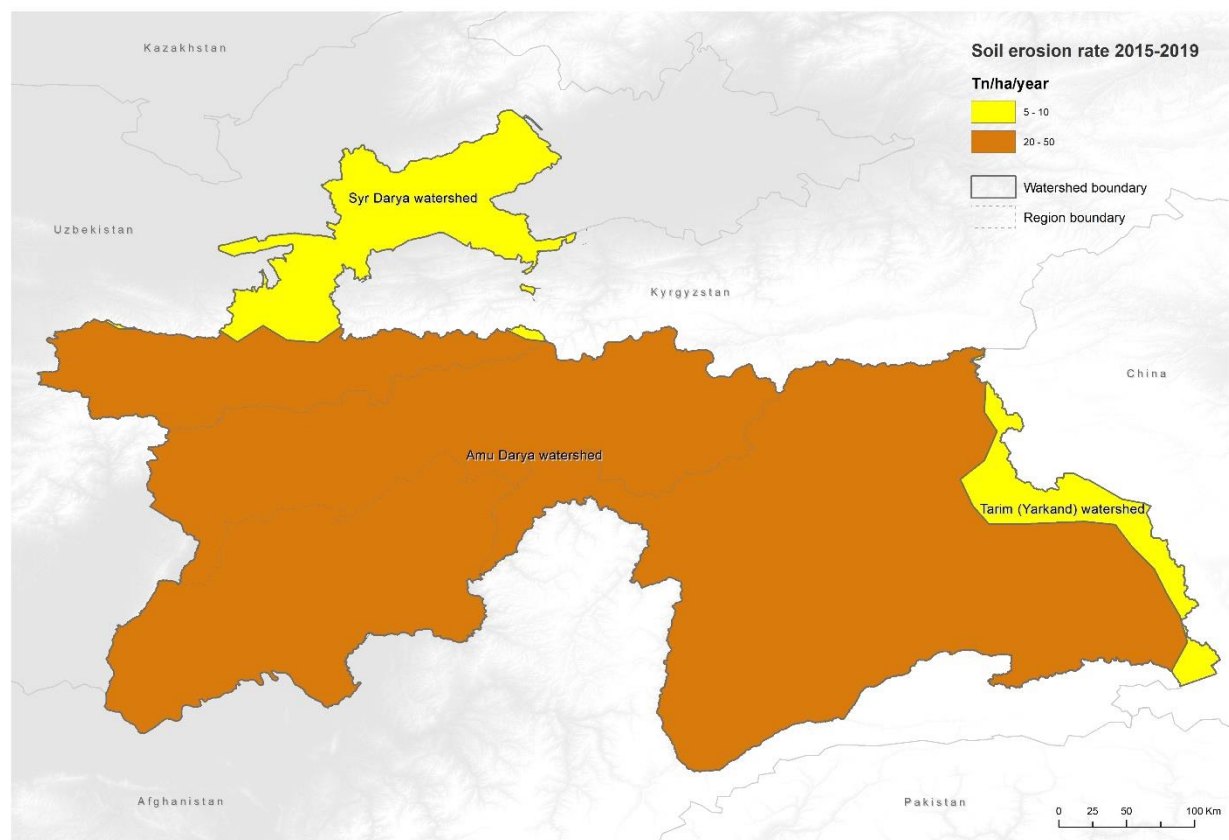 Kazakhstan
Soil erosion rate 2015-2019
Tn/ha/year
5 - 10
20 - 50
Watershed boundary
Region boundary
Syr Darya watershed
Uzbekistan
Kyrgyzstan
China
Amu Darya watershed
Tarim (Yarkand) watershed
Afghanistan
Pakistan
0 25 50 100 Km